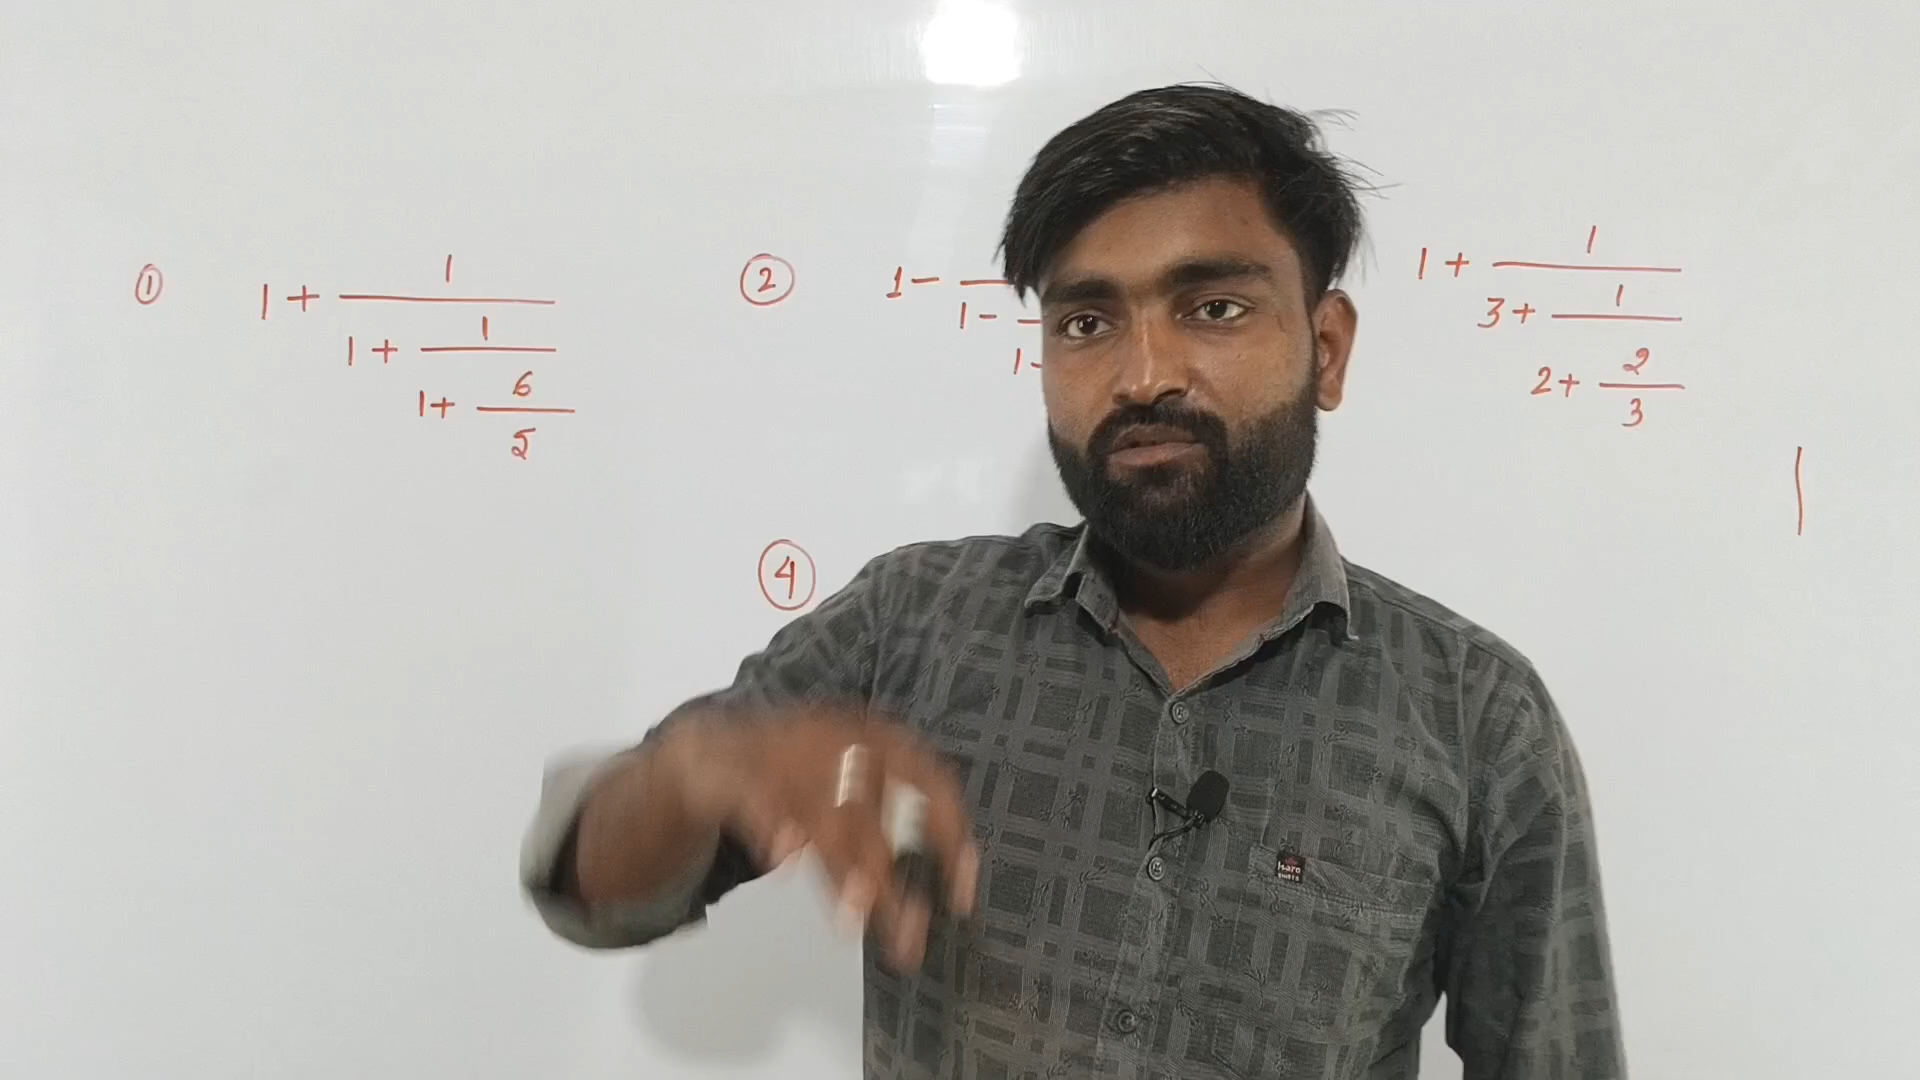 ① 1 + 1
1 + 1
1 + 6
5
② 1 -
1 -
1 -
1 + 1
3 + 1
2 + 2
3
④